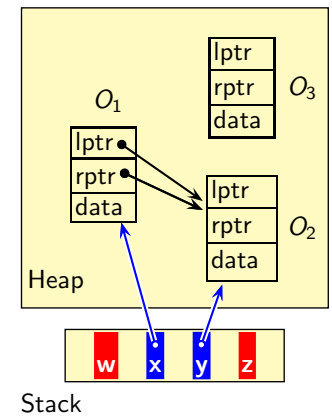 lptr
rptr
data
O3
O1
lptr
rptr
data
lptr
rptr
data
O2
Heap
w x y z
Stack